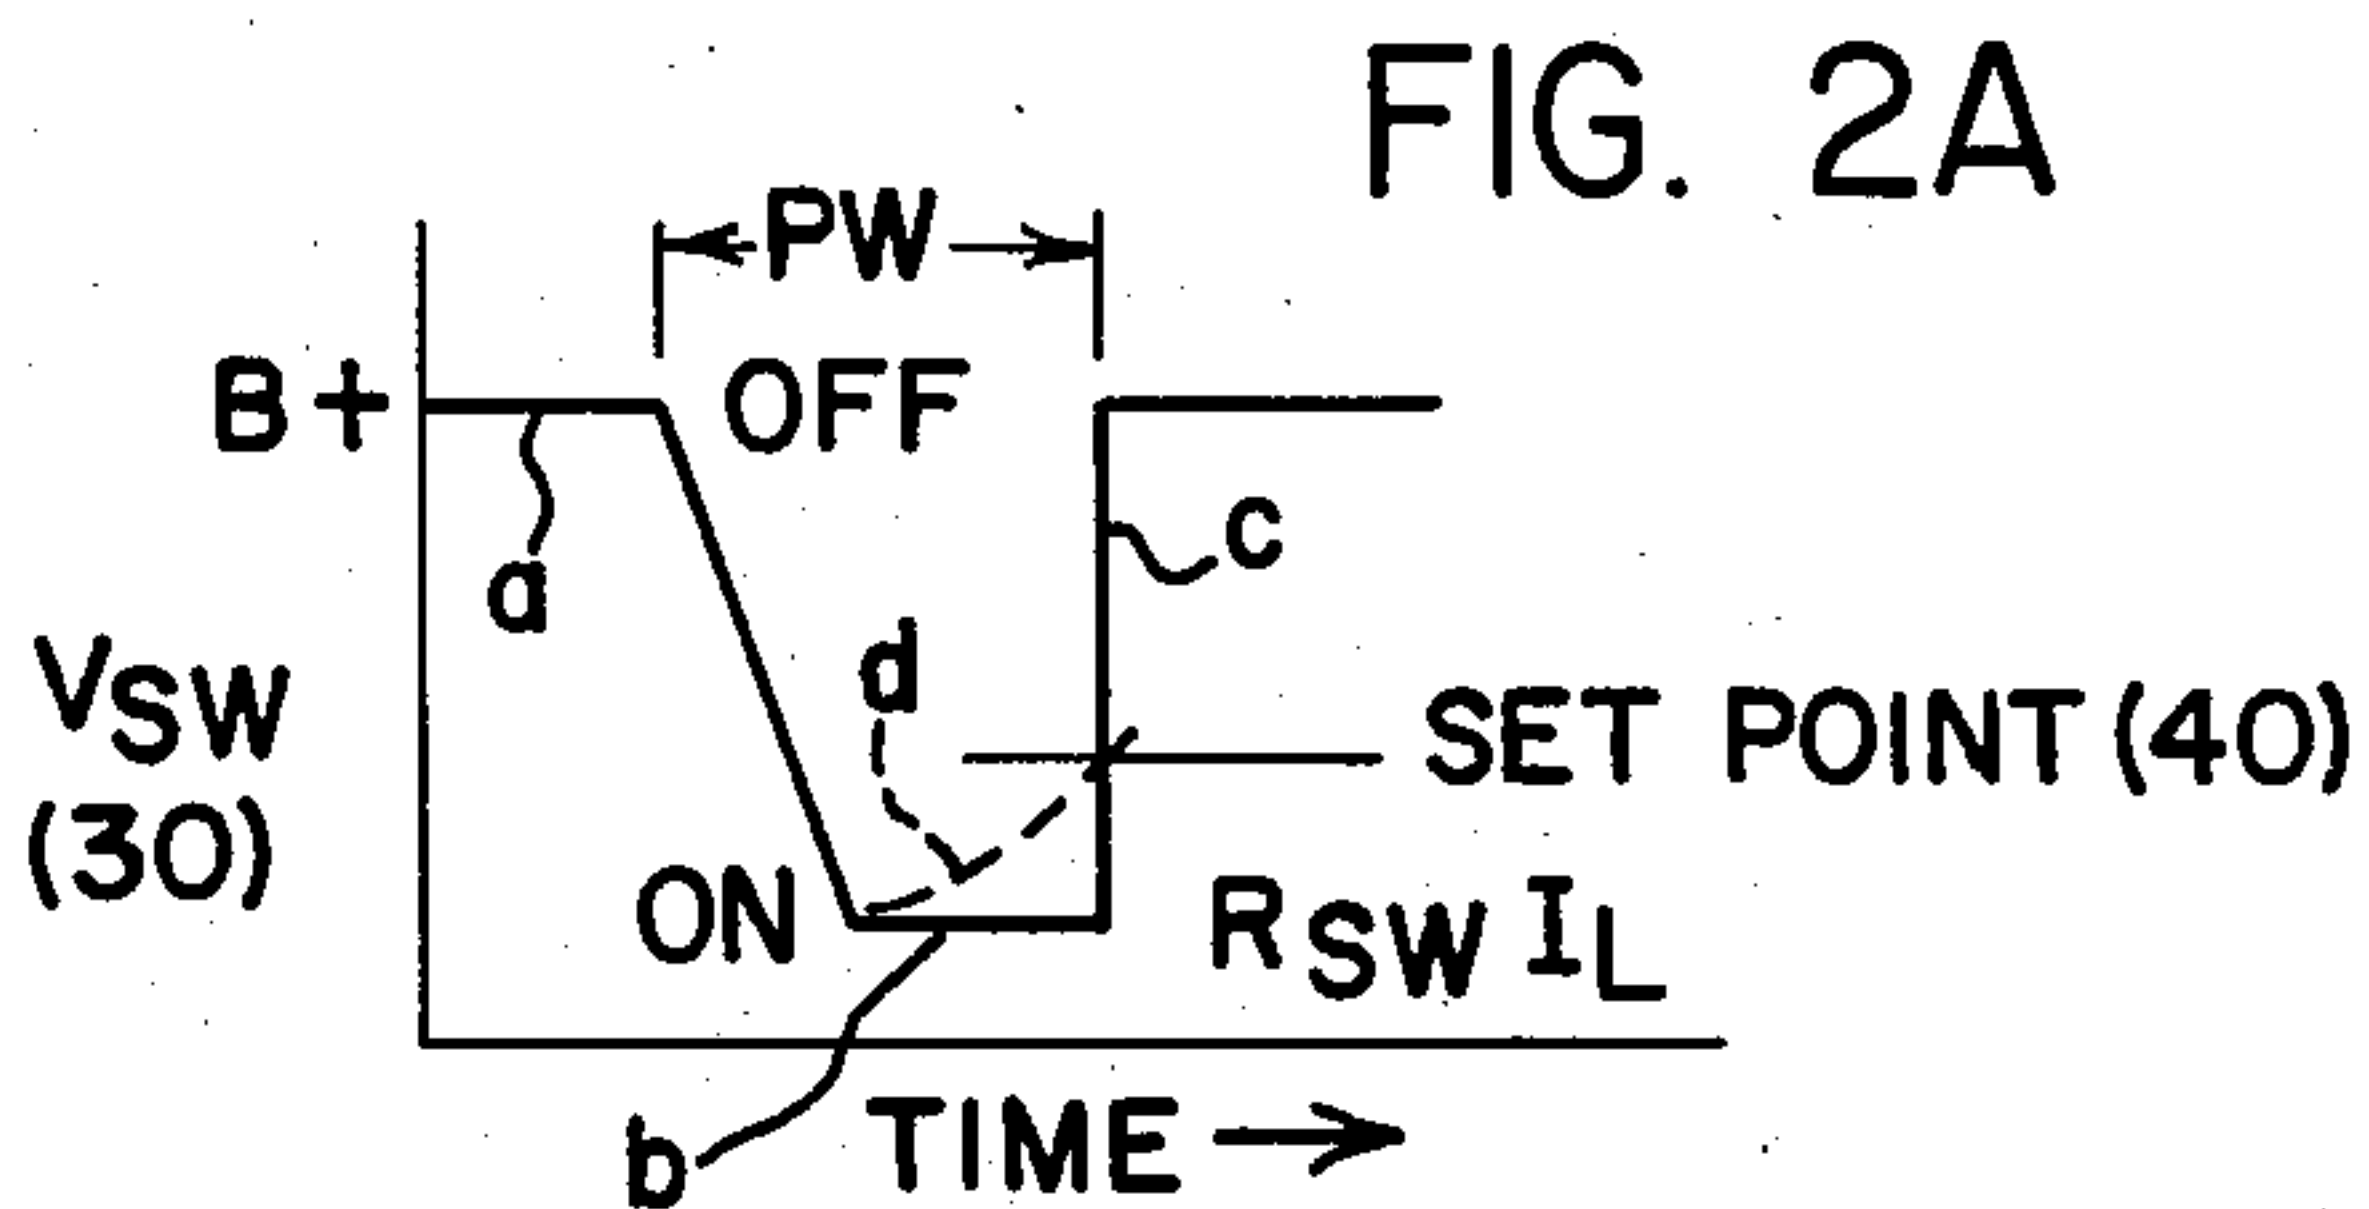 FIG. 2A
PW
B+
OFF
a
c
d
VSW
(30)
SET POINT (40)
ON
RSW IL
b
TIME